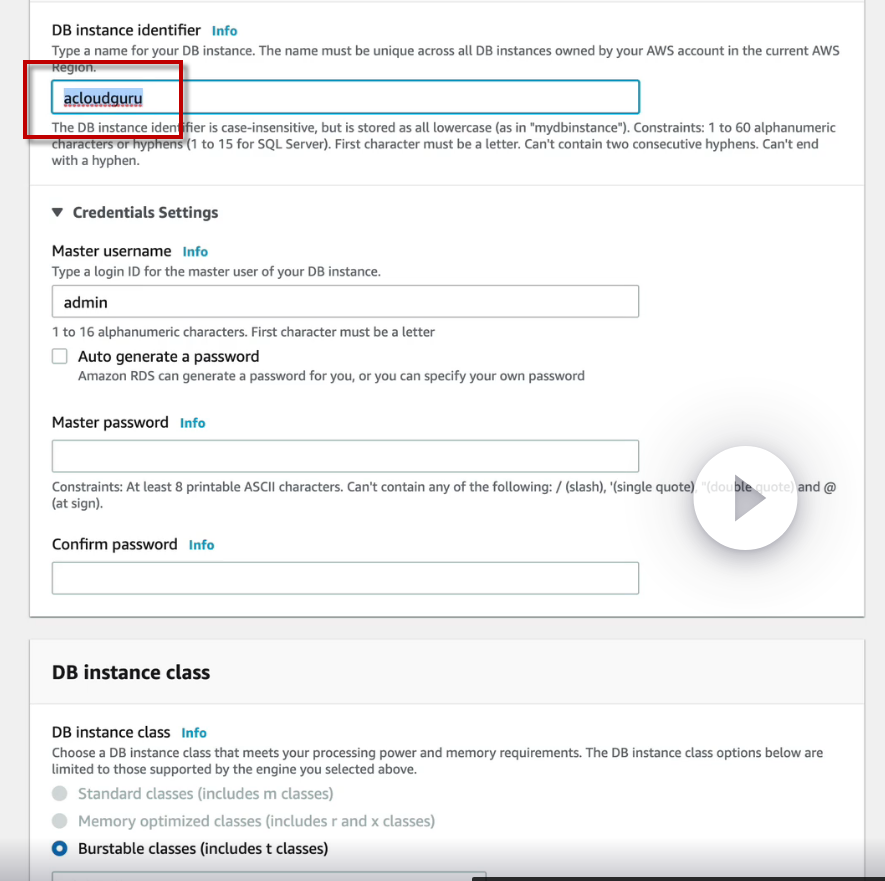 DB instance identifier Info
Type a name for your DB instance. The name must be unique across all DB instances owned by your AWS account in the current AWS
Region.
acloudguru
The DB instance identifier is case-insensitive, but is stored as all lowercase (as in "mydbinstance"). Constraints: 1 to 60 alphanumeric
characters or hyphens (1 to 15 for SQL Server). First character must be a letter. Can't contain two consecutive hyphens. Can't end
with a hyphen.
Credentials Settings
Master username Info
Type a login ID for the master user of your DB instance.
admin
1 to 16 alphanumeric characters. First character must be a letter
Auto generate a password
Amazon RDS can generate a password for you, or you can specify your own password
Master password Info
Constraints: At least 8 printable ASCII characters. Can't contain any of the following: / (slash), '(single quote), "(double quote) and @
(at sign).
Confirm password Info
DB instance class
DB instance class Info
Choose a DB instance class that meets your processing power and memory requirements. The DB instance class options below are
limited to those supported by the engine you selected above.
Standard classes (includes m classes)
Memory optimized classes (includes r and x classes)
Burstable classes (includes t classes)